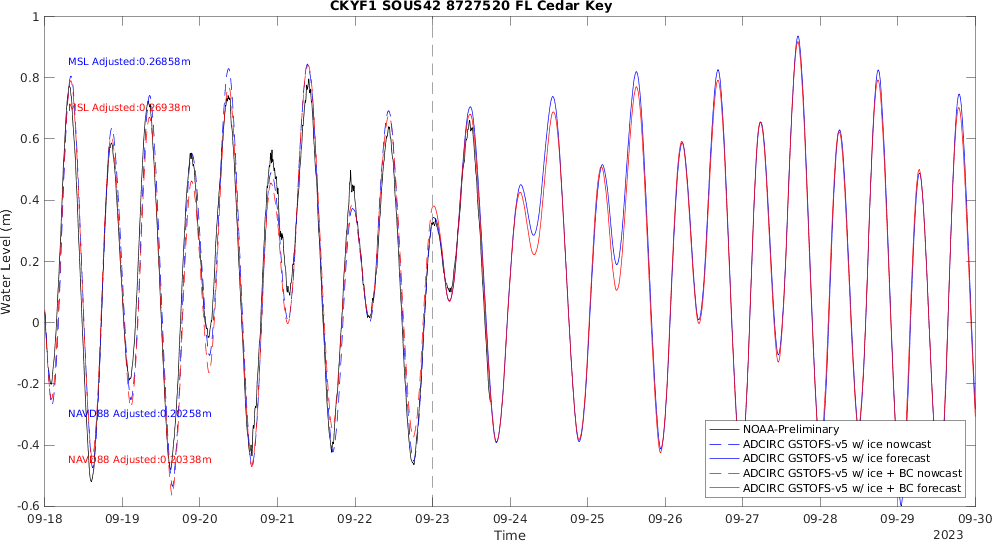 CKYF1 SOUS42 8727520 FL Cedar Key
1
0.8
0.6
0.4
0.2
0
-0.2
-0.4
-0.6
Water Level (m)
MSL Adjusted:0.26858m
MSL Adjusted:0.26938m
NAVD88 Adjusted:0.20258m
NAVD88 Adjusted:0.20338m
NOAA-Preliminary
ADCIRC GSTOFS-v5 w/ ice nowcast
ADCIRC GSTOFS-v5 w/ ice forecast
ADCIRC GSTOFS-v5 w/ ice + BC nowcast
ADCIRC GSTOFS-v5 w/ ice + BC forecast
09-18 09-19 09-20 09-21 09-22 09-23 09-24 09-25 09-26 09-27 09-28 09-29 09-30
Time
2023